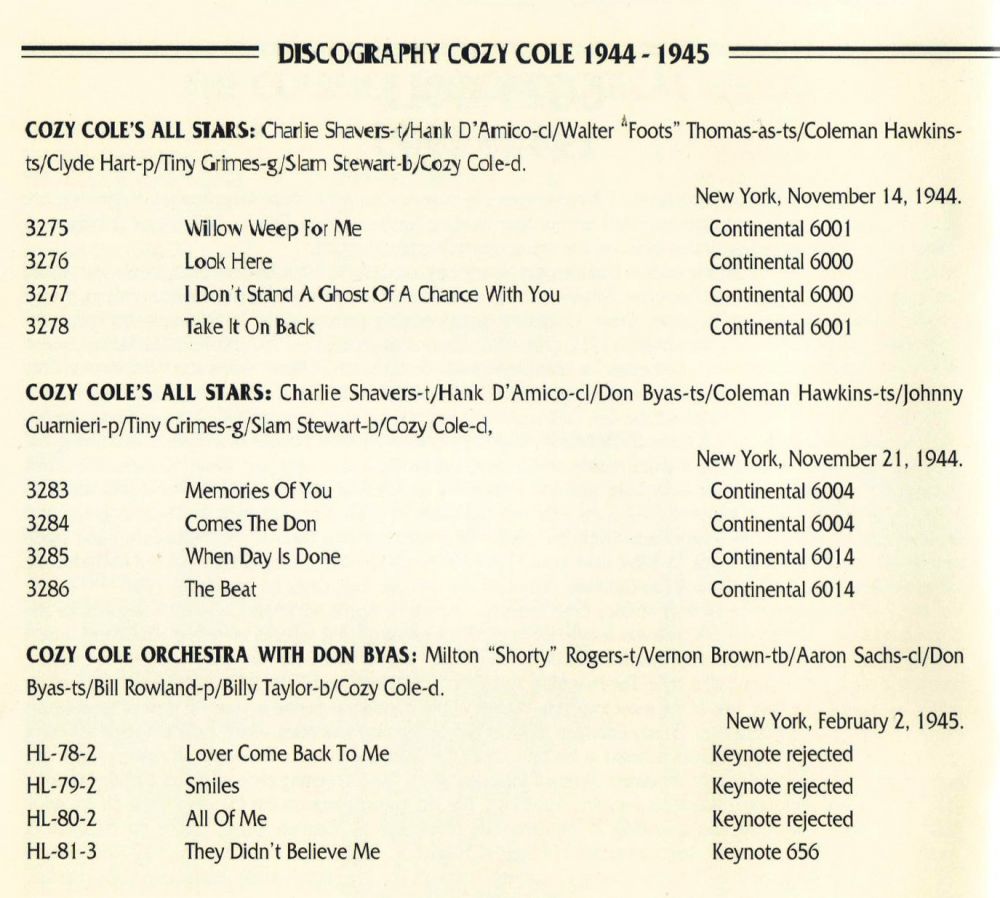 DISCOGRAPHY COZY COLE 1944 - 1945
COZY COLE'S ALL STARS: Charlie Shavers-t/Hank D'Amico-cl/Walter "Foots" Thomas-as-ts/Coleman Hawkins-
ts/Clyde Hart-p/Tiny Grimes-g/Slam Stewart-b/Cozy Cole-d.
New York, November 14, 1944.
3275 Willow Weep For Me Continental 6001
3276 Look Here Continental 6000
3277 I Don't Stand A Ghost Of A Chance With You Continental 6000
3278 Take It On Back Continental 6001
COZY COLE'S ALL STARS: Charlie Shavers-t/Hank D'Amico-cl/Don Byas-ts/Coleman Hawkins-ts/Johnny
Guarnieri-p/Tiny Grimes-g/Slam Stewart-b/Cozy Cole-d,
New York, November 21, 1944.
3283 Memories Of You Continental 6004
3284 Comes The Don Continental 6004
3285 When Day Is Done Continental 6014
3286 The Beat Continental 6014
COZY COLE ORCHESTRA WITH DON BYAS: Milton "Shorty" Rogers-t/Vernon Brown-tb/Aaron Sachs-cl/Don
Byas-ts/Bill Rowland-p/Billy Taylor-b/Cozy Cole-d.
New York, February 2, 1945.
HL-78-2 Lover Come Back To Me Keynote rejected
HL-79-2 Smiles Keynote rejected
HL-80-2 All Of Me Keynote rejected
HL-81-3 They Didn't Believe Me Keynote 656